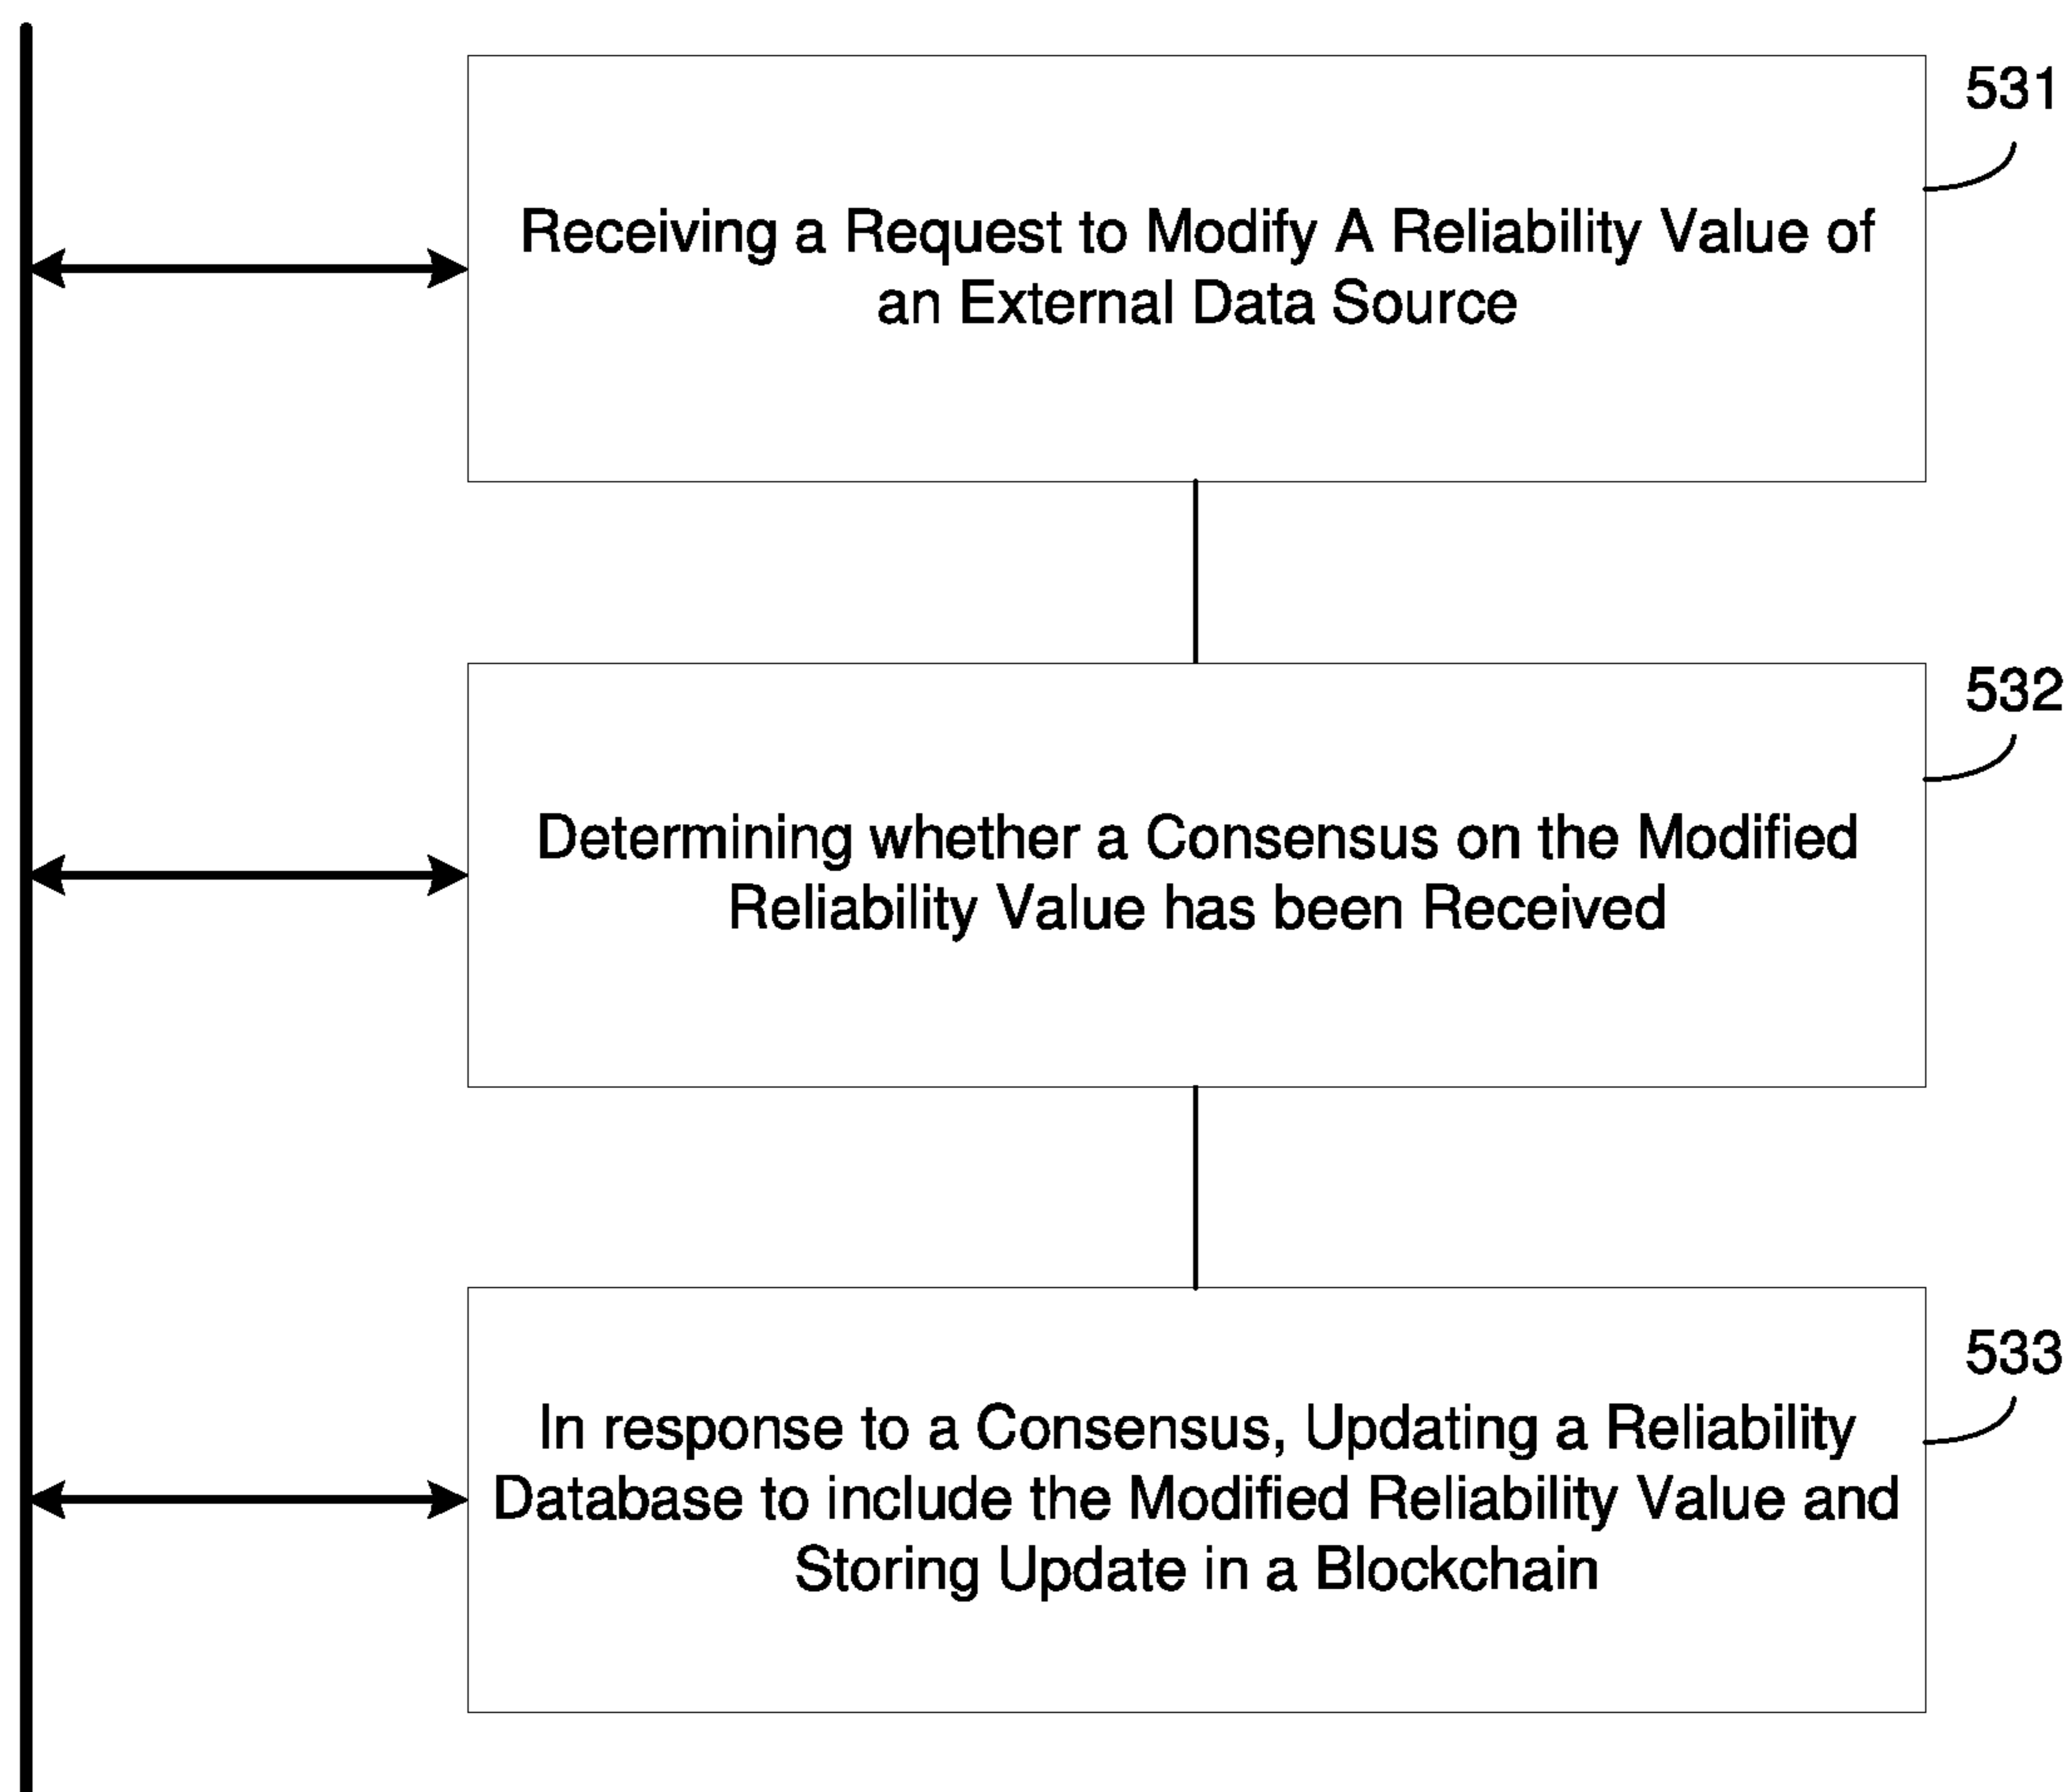 531
Receiving a Request to Modify A Reliability Value of
an External Data Source
532
Determining whether a Consensus on the Modified
Reliability Value has been Received
533
In response to a Consensus, Updating a Reliability
Database to include the Modified Reliability Value and
Storing Update in a Blockchain